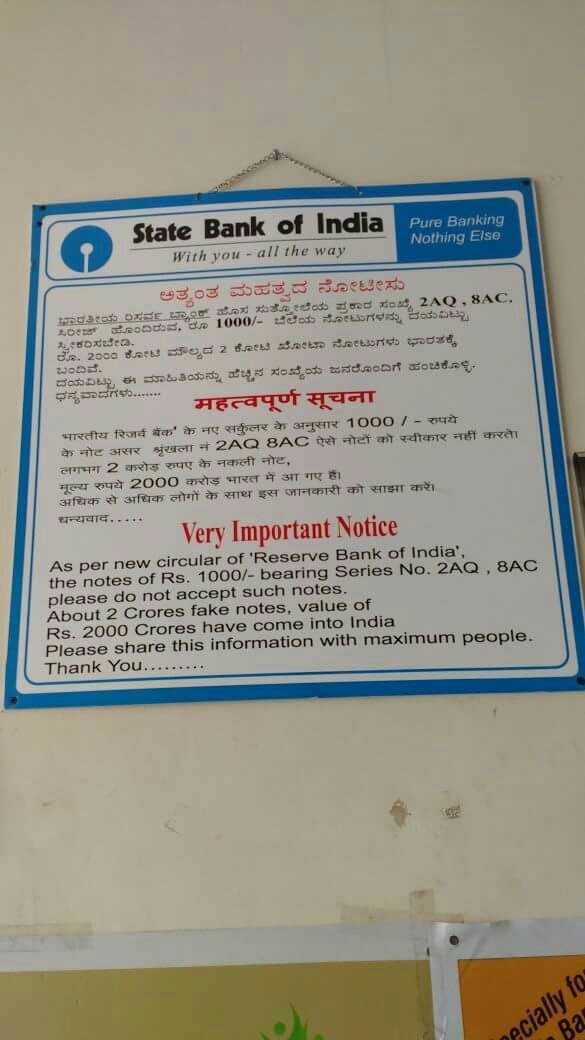 State Bank of India
With you - all the way
Pure Banking
Nothing Else
ಅತ್ಯಂತ ಮಹತ್ವದ ನೋಟೀಸು
ಭಾರತೀಯ ರಿಸರ್ವ ಬ್ಯಾಂಕ್ ಹೊಸ ಸುತ್ತೋಲೆಯ ಪ್ರಕಾರ ಸಂಖ್ಯೆ 2AQ , 8AC.
ಸಿರೀಜ್ ಹೊಂದಿರುವ, ರೂ 1000/- ಬೆಲೆಯ ನೋಟುಗಳನ್ನು ದಯವಿಟ್ಟು
ಸ್ವೀಕರಿಸಬೇಡಿ.
ರೂ. 2000 ಕೋಟಿ ಮೌಲ್ಯದ 2 ಕೋಟಿ ಖೋಟಾ ನೋಟುಗಳು ಭಾರತಕ್ಕೆ
ಬಂದಿವೆ.
ದಯವಿಟ್ಟು ಈ ಮಾಹಿತಿಯನ್ನು ಹೆಚ್ಚಿನ ಸಂಖ್ಯೆಯ ಜನರೊಂದಿಗೆ ಹಂಚಿಕೊಳ್ಳಿ.
ಧನ್ಯವಾದಗಳು.......
महत्वपूर्ण सूचना
भारतीय रिजर्व बैंक' के नए सर्कुलर के अनुसार 1000 / - रुपये
के नोट असर श्रृंखला नं 2AQ 8AC ऐसे नोटों को स्वीकार नहीं करते।
लगभग 2 करोड़ रुपए के नकली नोट,
मूल्य रुपये 2000 करोड़ भारत में आ गए हैं।
अधिक से अधिक लोगों के साथ इस जानकारी को साझा करें।
धन्यवाद.....
Very Important Notice
As per new circular of 'Reserve Bank of India',
the notes of Rs. 1000/- bearing Series No. 2AQ , 8AC
please do not accept such notes.
About 2 Crores fake notes, value of
Rs. 2000 Crores have come into India
Please share this information with maximum people.
Thank You.........